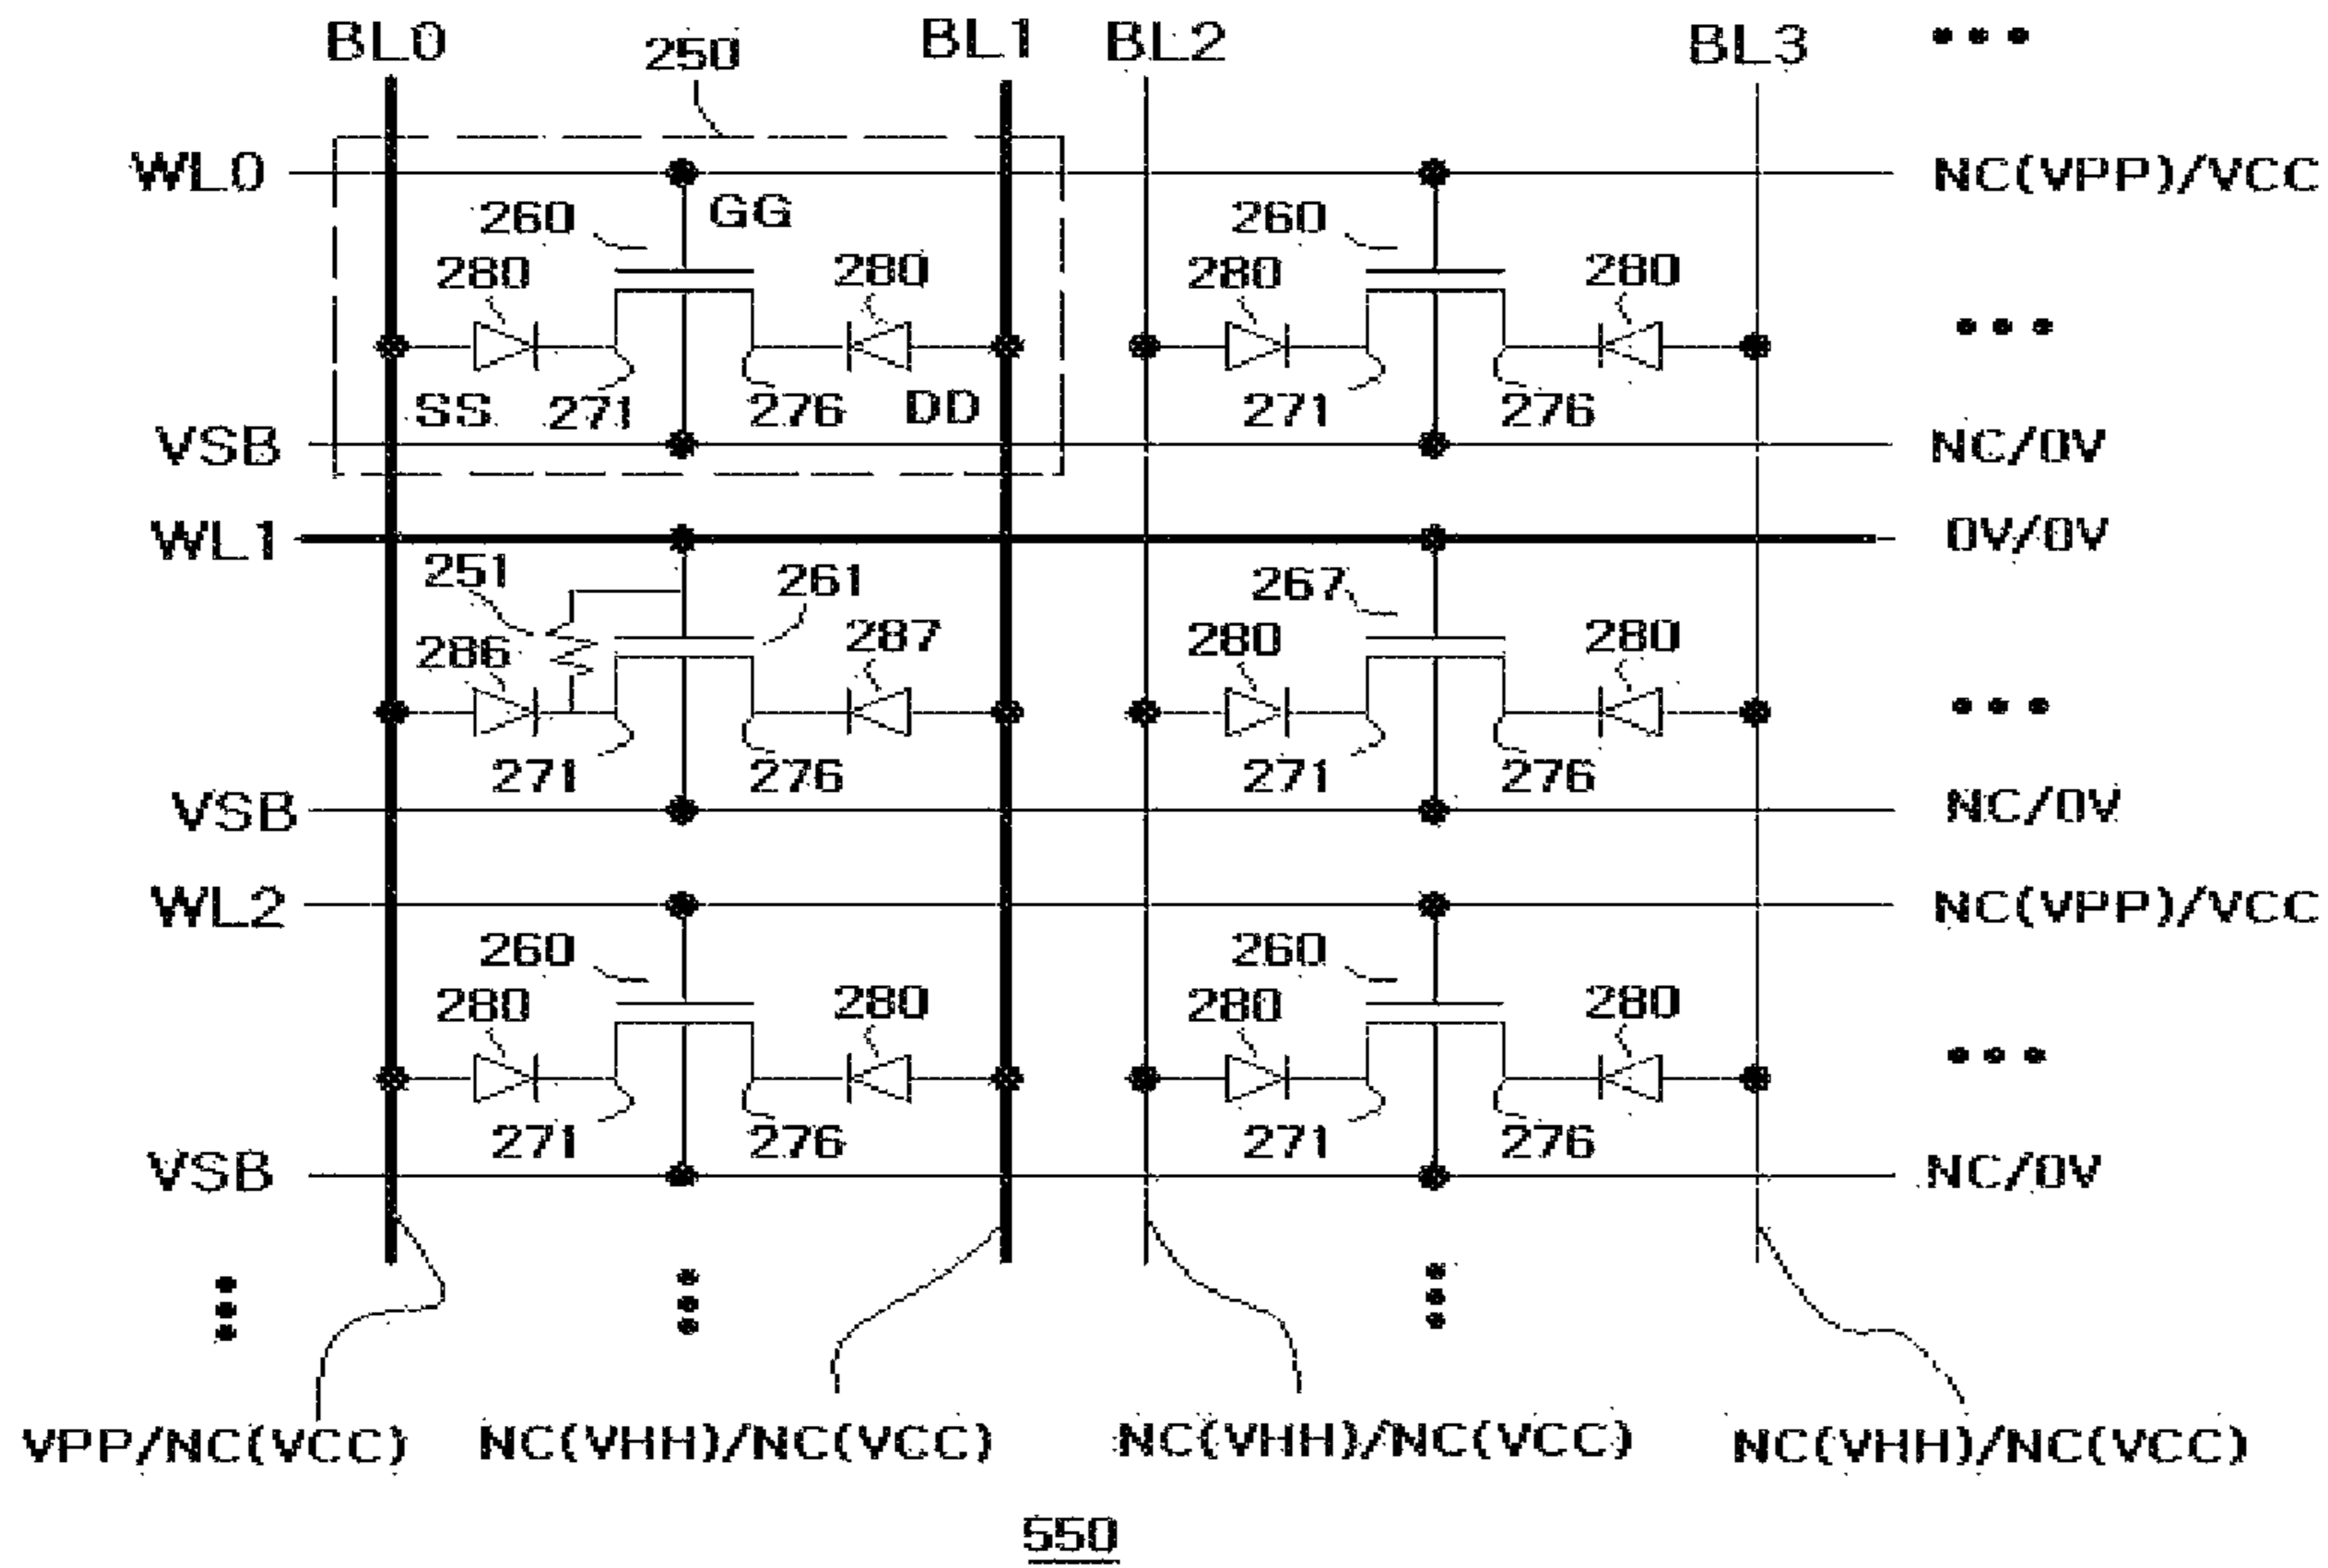 BL0 250 BL1 BL2 BL3 •••
WL0 NC(VPP)/VCC
260 GG 260
280 280 280 280
•••
SS 271 276 DD 271 276
VSB NC/0V
WL1 0V/0V
251 261 267
286 287 280 280
•••
271 276 271 276
VSB NC/0V
WL2 NC(VPP)/VCC
260 260
280 280 280 280
•••
271 276 271 276
VSB NC/0V
VPP/NC(VCC) NC(VHH)/NC(VCC) NC(VHH)/NC(VCC) NC(VHH)/NC(VCC)
550